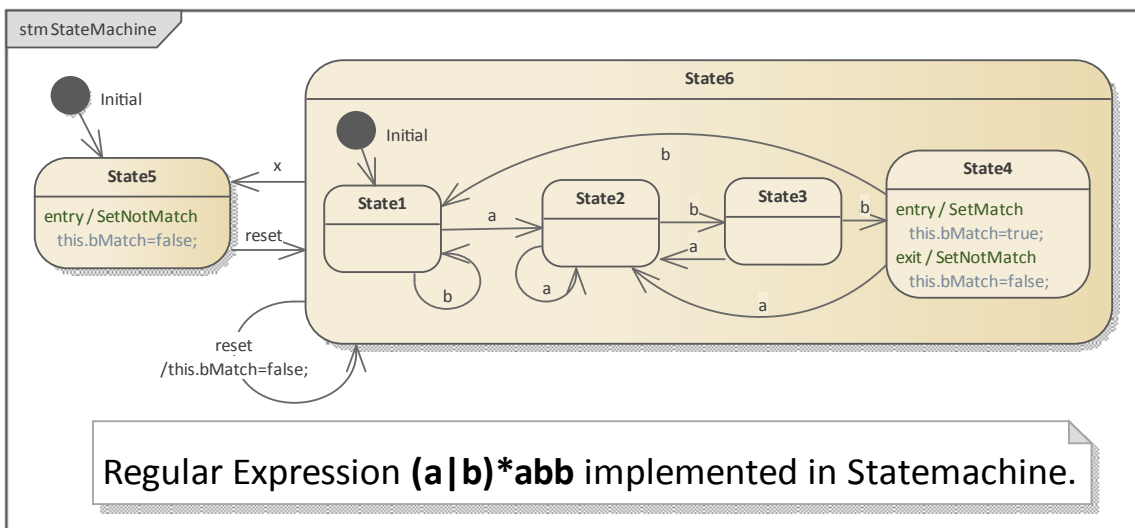 stm StateMachine
Initial
State5
entry / SetNotMatch
this.bMatch=false;
x
reset
State6
Initial
State1
a
b
State2
a
b
a
State3
b
b
a
State4
entry / SetMatch
this.bMatch=true;
exit / SetNotMatch
this.bMatch=false;
reset
/this.bMatch=false;
Regular Expression (a|b)*abb implemented in Statemachine.